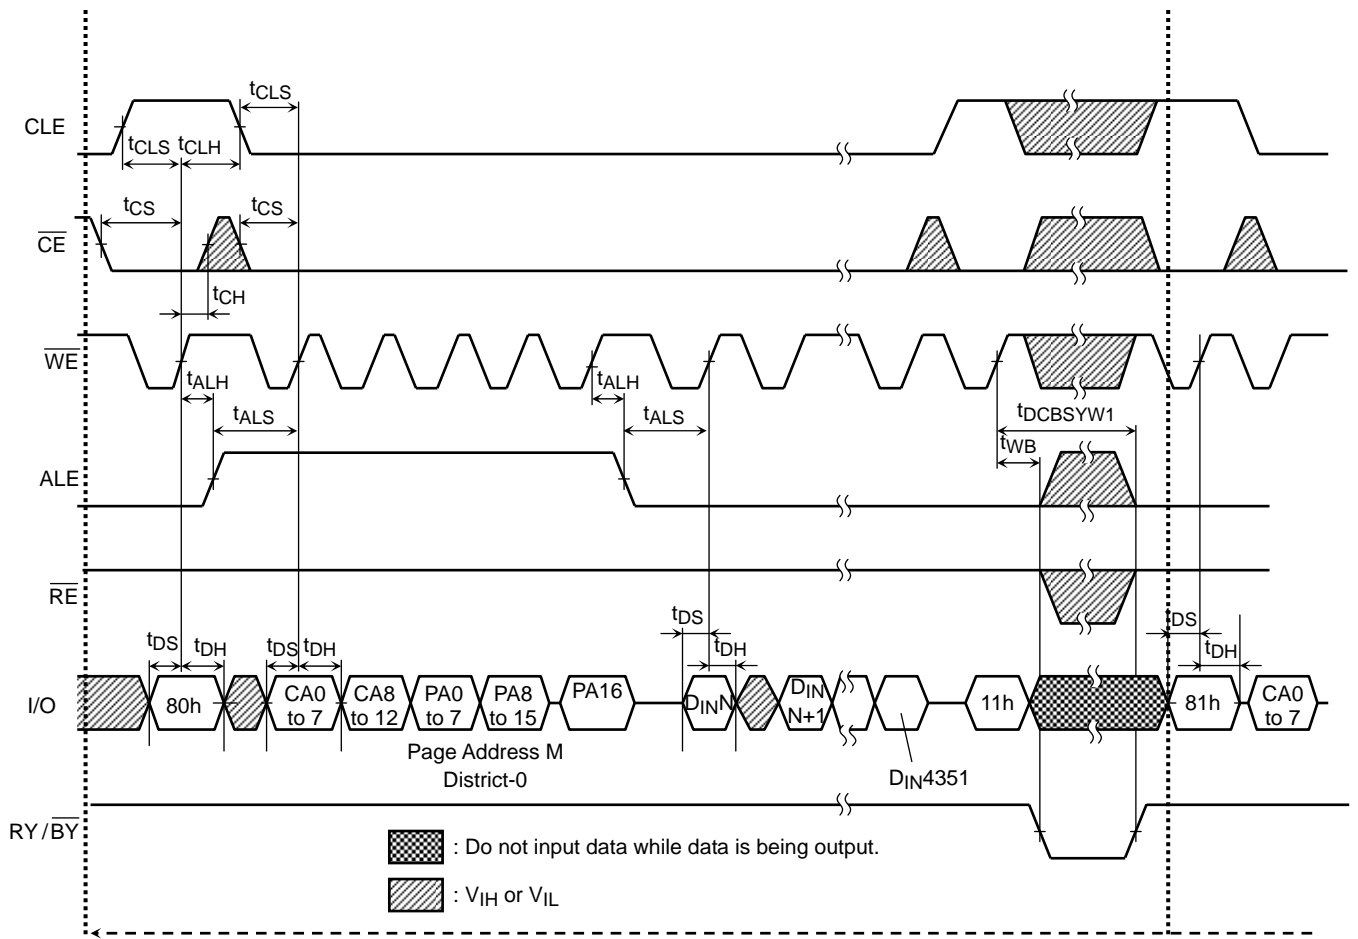 tCLS
CLE
tCLS tCLH
tCS tCS
CE
tCH
WE
tALH tALH
tALS tALS
tDCBSYW1
tWB
ALE
RE
tDS tDH tDS tDH tDS tDH tDS tDH
I/O
80h
CA0 to 7
CA8 to 12
PA0 to 7
PA8 to 15
PA16
DINN
DIN N+1
11h
81h
CA0 to 7
Page Address M
District-0
DIN4351
RY/BY
: Do not input data while data is being output.
: VIH or VIL